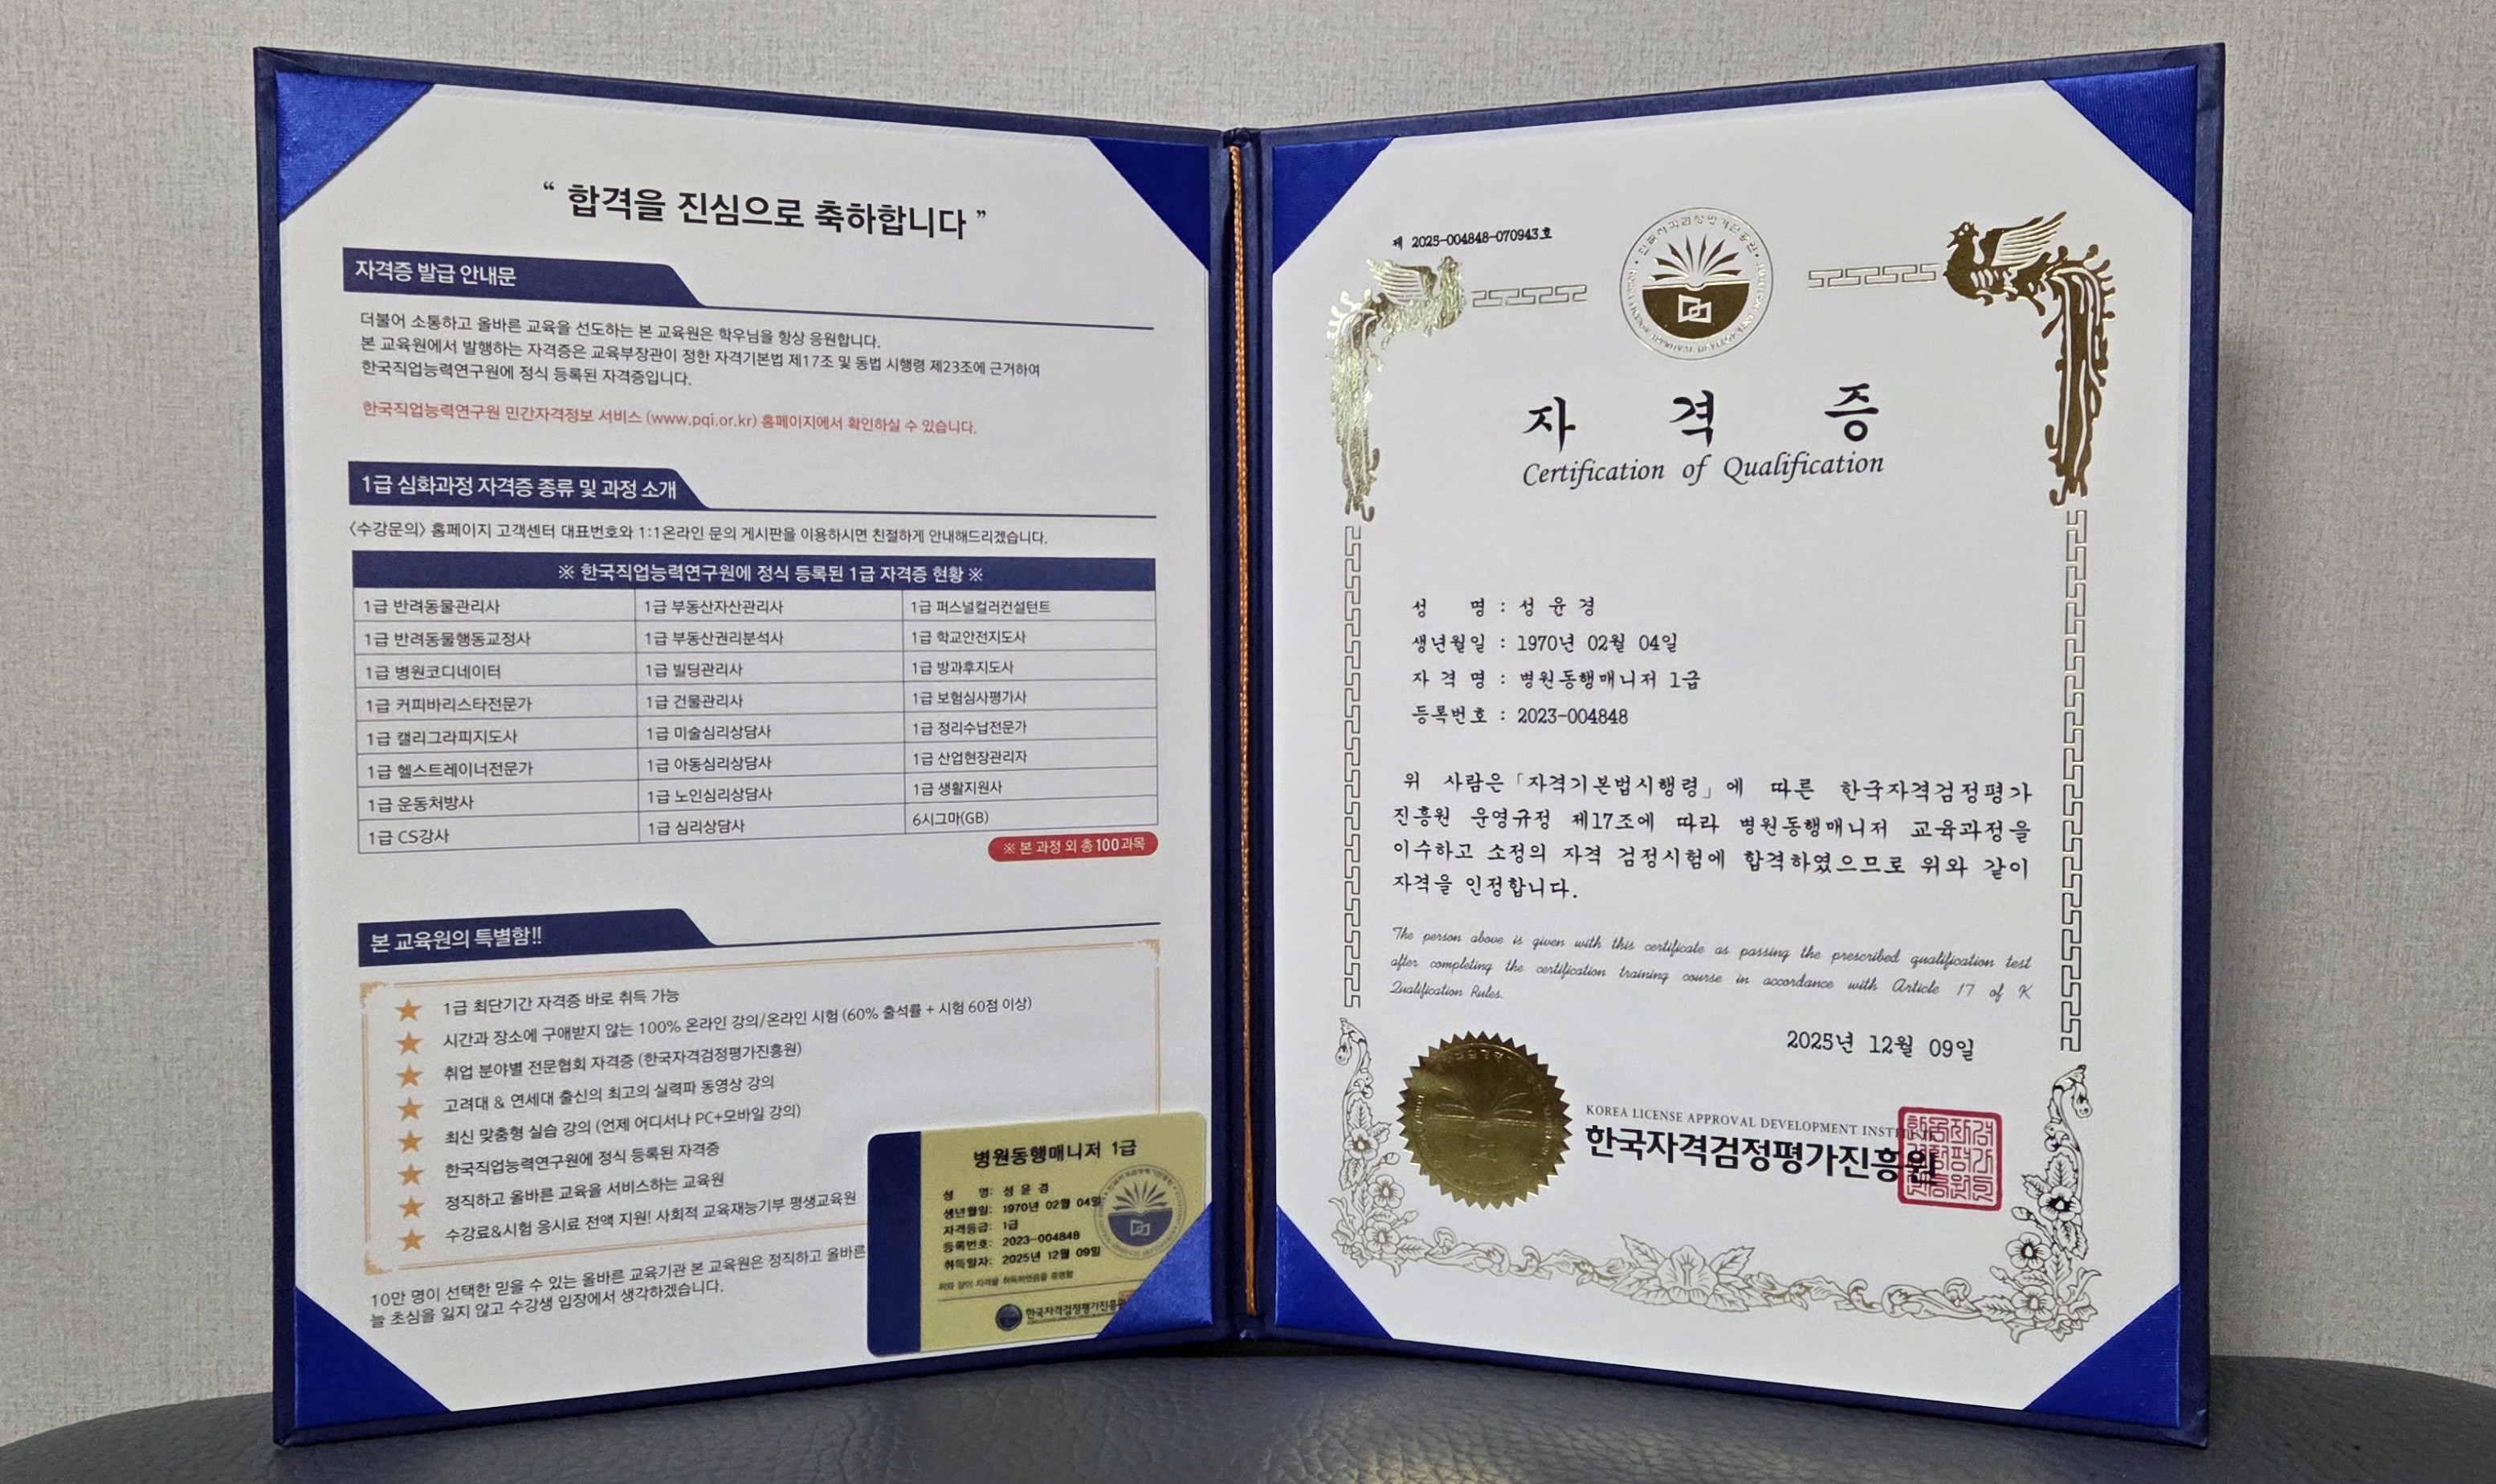 “ 합격을 진심으로 축하합니다 ”
자격증 발급 안내문
더불어 소통하고 올바른 교육을 선도하는 본 교육원은 학우님을 항상 응원합니다.
본 교육원에서 발행하는 자격증은 교육부장관이 정한 자격기본법 제17조 및 동법 시행령 제23조에 근거하여
한국직업능력연구원에 정식 등록된 자격증입니다.
한국직업능력연구원 민간자격정보 서비스 (www.pqi.or.kr) 홈페이지에서 확인하실 수 있습니다.
1급 심화과정 자격증 종류 및 과정 소개
<수강문의> 홈페이지 고객센터 대표번호와 1:1온라인 문의 게시판을 이용하시면 친절하게 안내해드리겠습니다.
※ 한국직업능력연구원에 정식 등록된 1급 자격증 현황 ※
1급 반려동물관리사 1급 부동산자산관리사 1급 퍼스널컬러컨설턴트
1급 반려동물행동교정사 1급 부동산권리분석사 1급 학교안전지도사
1급 병원코디네이터 1급 빌딩관리사 1급 방과후지도사
1급 커피바리스타전문가 1급 건물관리사 1급 보험심사평가사
1급 캘리그라피지도사 1급 미술심리상담사 1급 정리수납전문가
1급 헬스트레이너전문가 1급 아동심리상담사 1급 산업현장관리자
1급 운동처방사 1급 노인심리상담사 1급 생활지원사
1급 CS강사 1급 심리상담사 6시그마(GB)
※ 본 과정 외 총 100과목
본 교육원의 특별함!!
1급 최단기간 자격증 바로 취득 가능
시간과 장소에 구애받지 않는 100% 온라인 강의/온라인 시험 (60% 출석률 + 시험 60점 이상)
취업 분야별 전문협회 자격증 (한국자격검정평가진흥원)
고려대 & 연세대 출신의 최고의 실력파 동영상 강의
최신 맞춤형 실습 강의 (언제 어디서나 PC+모바일 강의)
한국직업능력연구원에 정식 등록된 자격증
정직하고 올바른 교육을 서비스하는 교육원
수강료&시험 응시료 전액 지원! 사회적 교육재능기부 평생교육원
10만 명이 선택한 믿을 수 있는 올바른 교육기관 본 교육원은 정직하고 올바른
늘 초심을 잃지 않고 수강생 입장에서 생각하겠습니다.
병원동행매니저 1급
성 명: 성 윤 경
생년월일: 1970년 02월 04일
자격등급: 1급
등록번호: 2023-004848
취득일자: 2025년 12월 09일
위와 같이 자격을 취득하였음을 증명함
한국자격검정평가진흥원
제 2025-004848-070943호
자 격 증
Certification of Qualification
성 명 : 성 윤 경
생년월일 : 1970년 02월 04일
자 격 명 : 병원동행매니저 1급
등록번호 : 2023-004848
위 사람은「자격기본법시행령」에 따른 한국자격검정평가
진흥원 운영규정 제17조에 따라 병원동행매니저 교육과정을
이수하고 소정의 자격 검정시험에 합격하였으므로 위와 같이
자격을 인정합니다.
The person above is given with this certificate as passing the prescribed qualification test
after completing the certification training course in accordance with Article 17 of K
Qualification Rules.
2025년 12월 09일
KOREA LICENSE APPROVAL DEVELOPMENT INSTITUTE
한국자격검정평가진흥원